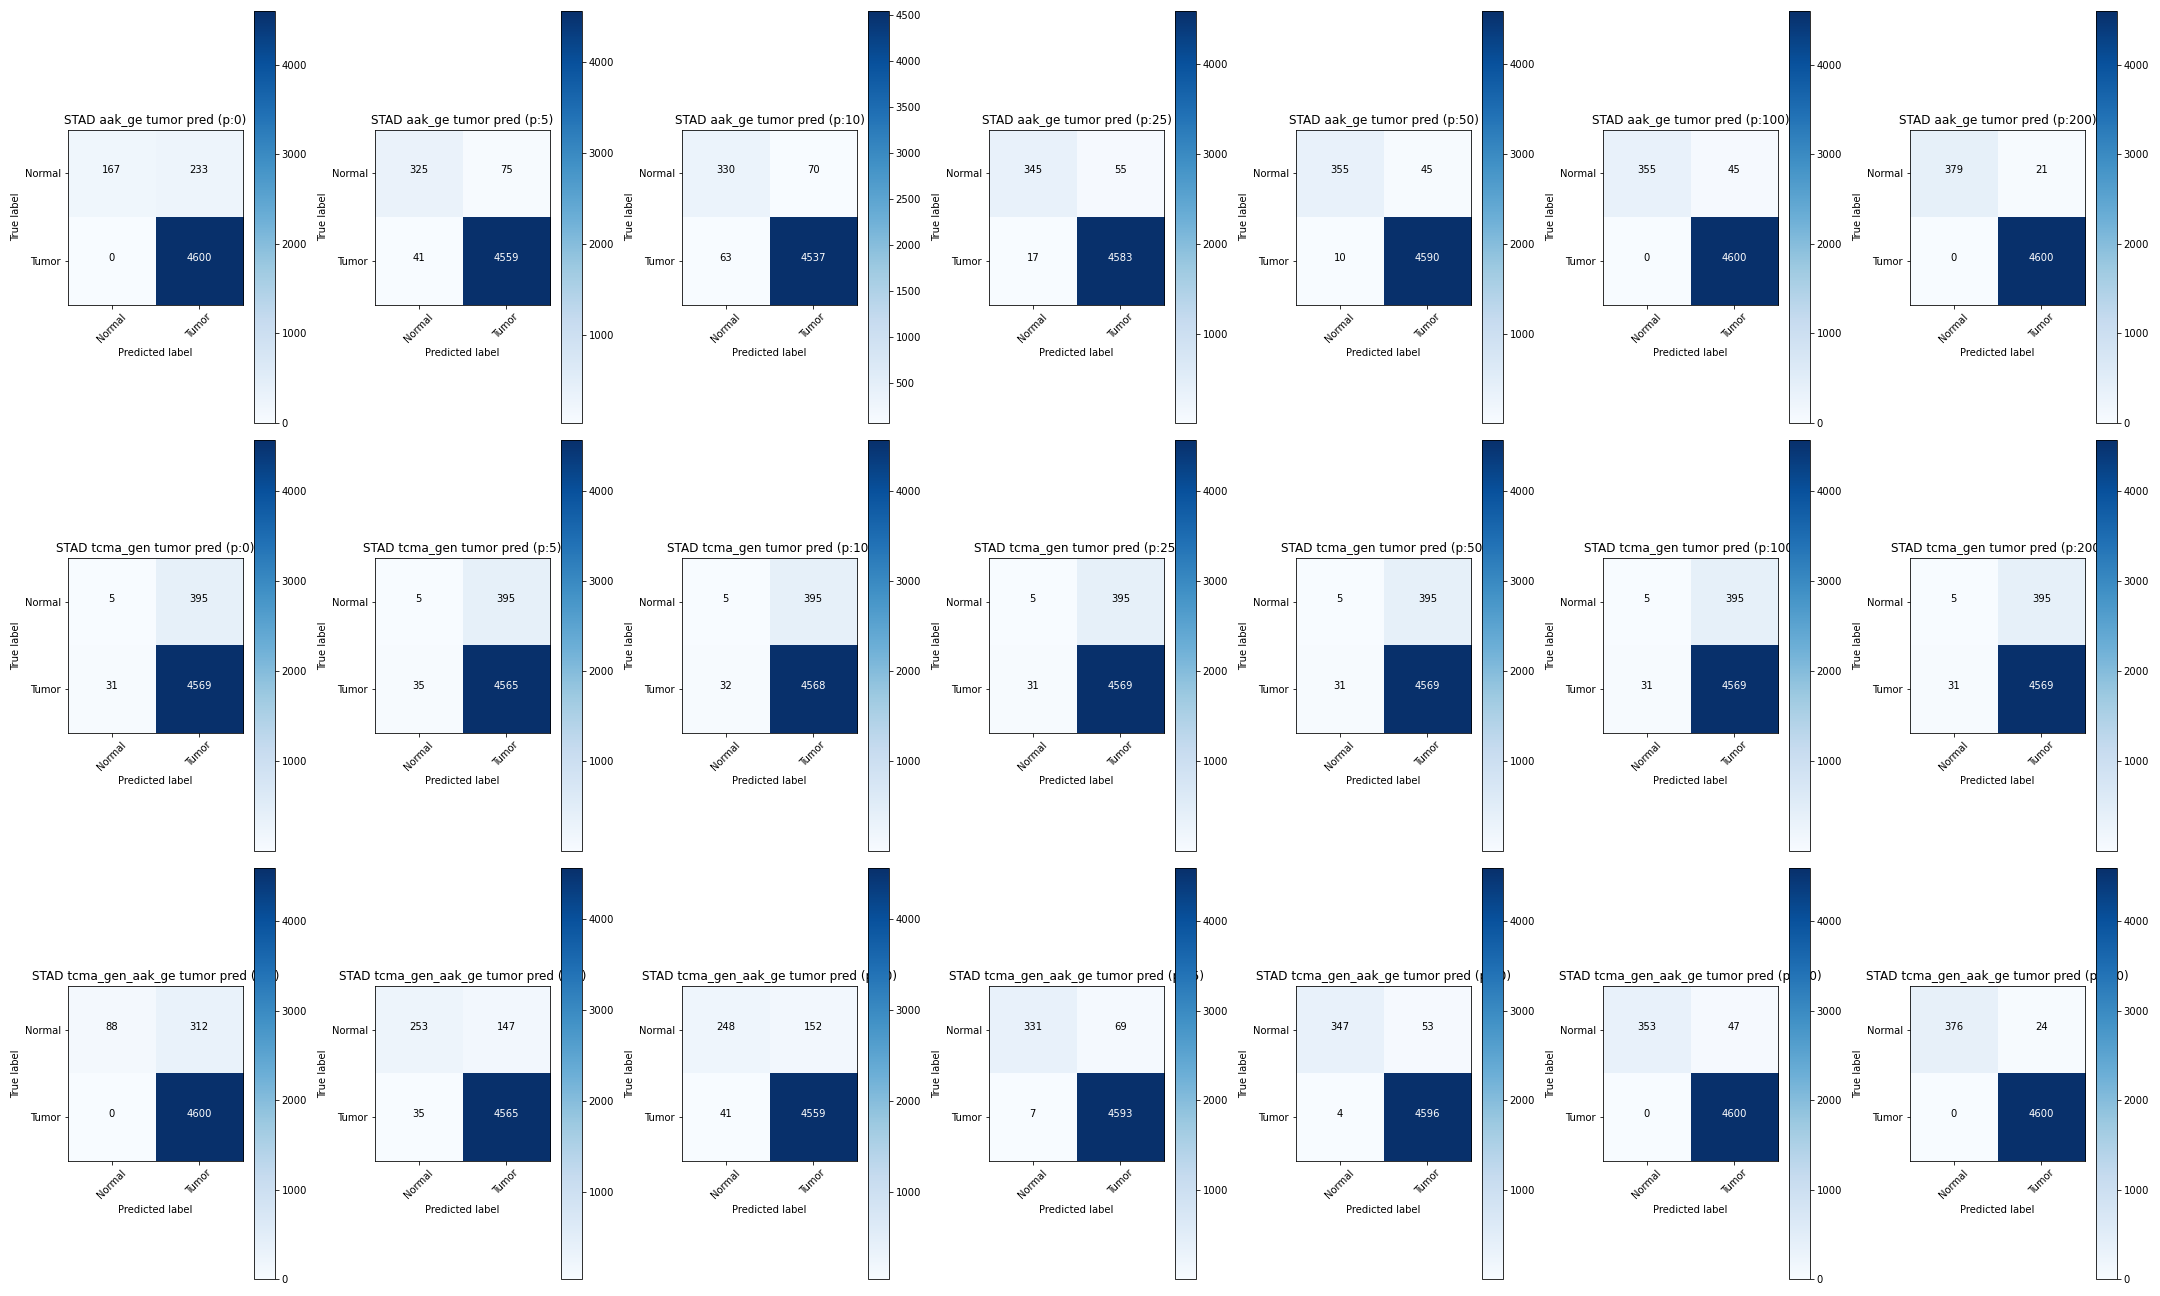 STAD aak_ge tumor pred (p:0)
Normal
167
233
Tumor
0
4600
True label
Normal
Tumor
Predicted label
4000
3000
2000
1000
0
STAD aak_ge tumor pred (p:5)
Normal
325
75
Tumor
41
4559
True label
Normal
Tumor
Predicted label
4000
3000
2000
1000
STAD aak_ge tumor pred (p:10)
Normal
330
70
Tumor
63
4537
True label
Normal
Tumor
Predicted label
4500
4000
3500
3000
2500
2000
1500
1000
500
STAD aak_ge tumor pred (p:25)
Normal
345
55
Tumor
17
4583
True label
Normal
Tumor
Predicted label
4000
3000
2000
1000
STAD aak_ge tumor pred (p:50)
Normal
355
45
Tumor
10
4590
True label
Normal
Tumor
Predicted label
4000
3000
2000
1000
STAD aak_ge tumor pred (p:100)
Normal
355
45
Tumor
0
4600
True label
Normal
Tumor
Predicted label
4000
3000
2000
1000
0
STAD aak_ge tumor pred (p:200)
Normal
379
21
Tumor
0
4600
True label
Normal
Tumor
Predicted label
4000
3000
2000
1000
0
STAD tcma_gen tumor pred (p:0)
Normal
5
395
Tumor
31
4569
True label
Normal
Tumor
Predicted label
4000
3000
2000
1000
STAD tcma_gen tumor pred (p:5)
Normal
5
395
Tumor
35
4565
True label
Normal
Tumor
Predicted label
4000
3000
2000
1000
STAD tcma_gen tumor pred (p:10
Normal
5
395
Tumor
32
4568
True label
Normal
Tumor
Predicted label
4000
3000
2000
1000
STAD tcma_gen tumor pred (p:25
Normal
5
395
Tumor
31
4569
True label
Normal
Tumor
Predicted label
4000
3000
2000
1000
STAD tcma_gen tumor pred (p:50
Normal
5
395
Tumor
31
4569
True label
Normal
Tumor
Predicted label
4000
3000
2000
1000
STAD tcma_gen tumor pred (p:100
Normal
5
395
Tumor
31
4569
True label
Normal
Tumor
Predicted label
4000
3000
2000
1000
STAD tcma_gen tumor pred (p:200
Normal
5
395
Tumor
31
4569
True label
Normal
Tumor
Predicted label
4000
3000
2000
1000
STAD tcma_gen_aak_ge tumor pred ( )
Normal
88
312
Tumor
0
4600
True label
Normal
Tumor
Predicted label
4000
3000
2000
1000
0
STAD tcma_gen_aak_ge tumor pred ( )
Normal
253
147
Tumor
35
4565
True label
Normal
Tumor
Predicted label
4000
3000
2000
1000
STAD tcma_gen_aak_ge tumor pred (p 0)
Normal
248
152
Tumor
41
4559
True label
Normal
Tumor
Predicted label
4000
3000
2000
1000
STAD tcma_gen_aak_ge tumor pred (p 5)
Normal
331
69
Tumor
7
4593
True label
Normal
Tumor
Predicted label
4000
3000
2000
1000
STAD tcma_gen_aak_ge tumor pred (p 0)
Normal
347
53
Tumor
4
4596
True label
Normal
Tumor
Predicted label
4000
3000
2000
1000
STAD tcma_gen_aak_ge tumor pred (p 0)
Normal
353
47
Tumor
0
4600
True label
Normal
Tumor
Predicted label
4000
3000
2000
1000
0
STAD tcma_gen_aak_ge tumor pred (p 0)
Normal
376
24
Tumor
0
4600
True label
Normal
Tumor
Predicted label
4000
3000
2000
1000
0